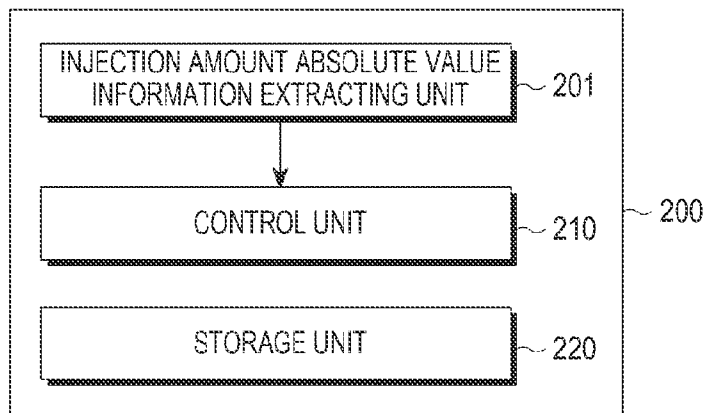 INJECTION AMOUNT ABSOLUTE VALUE
INFORMATION EXTRACTING UNIT
201
CONTROL UNIT
210
200
STORAGE UNIT
220